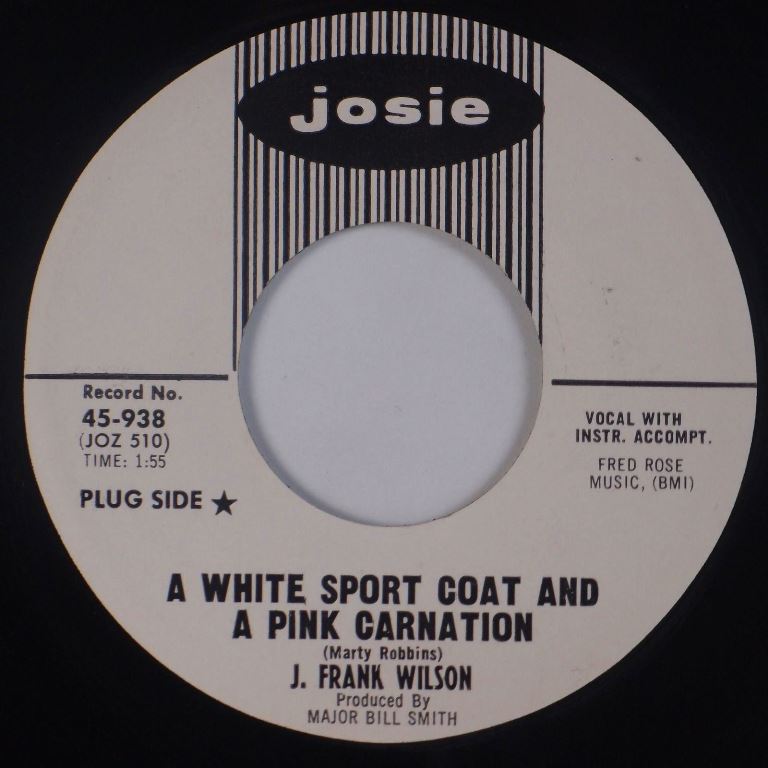 josie
Record No.
45-938
(JOZ 510)
TIME: 1:55
PLUG SIDE ★
VOCAL WITH
INSTR. ACCOMPT.
FRED ROSE
MUSIC, (BMI)
A WHITE SPORT COAT AND
A PINK CARNATION
(Marty Robbins)
J. FRANK WILSON
Produced By
MAJOR BILL SMITH